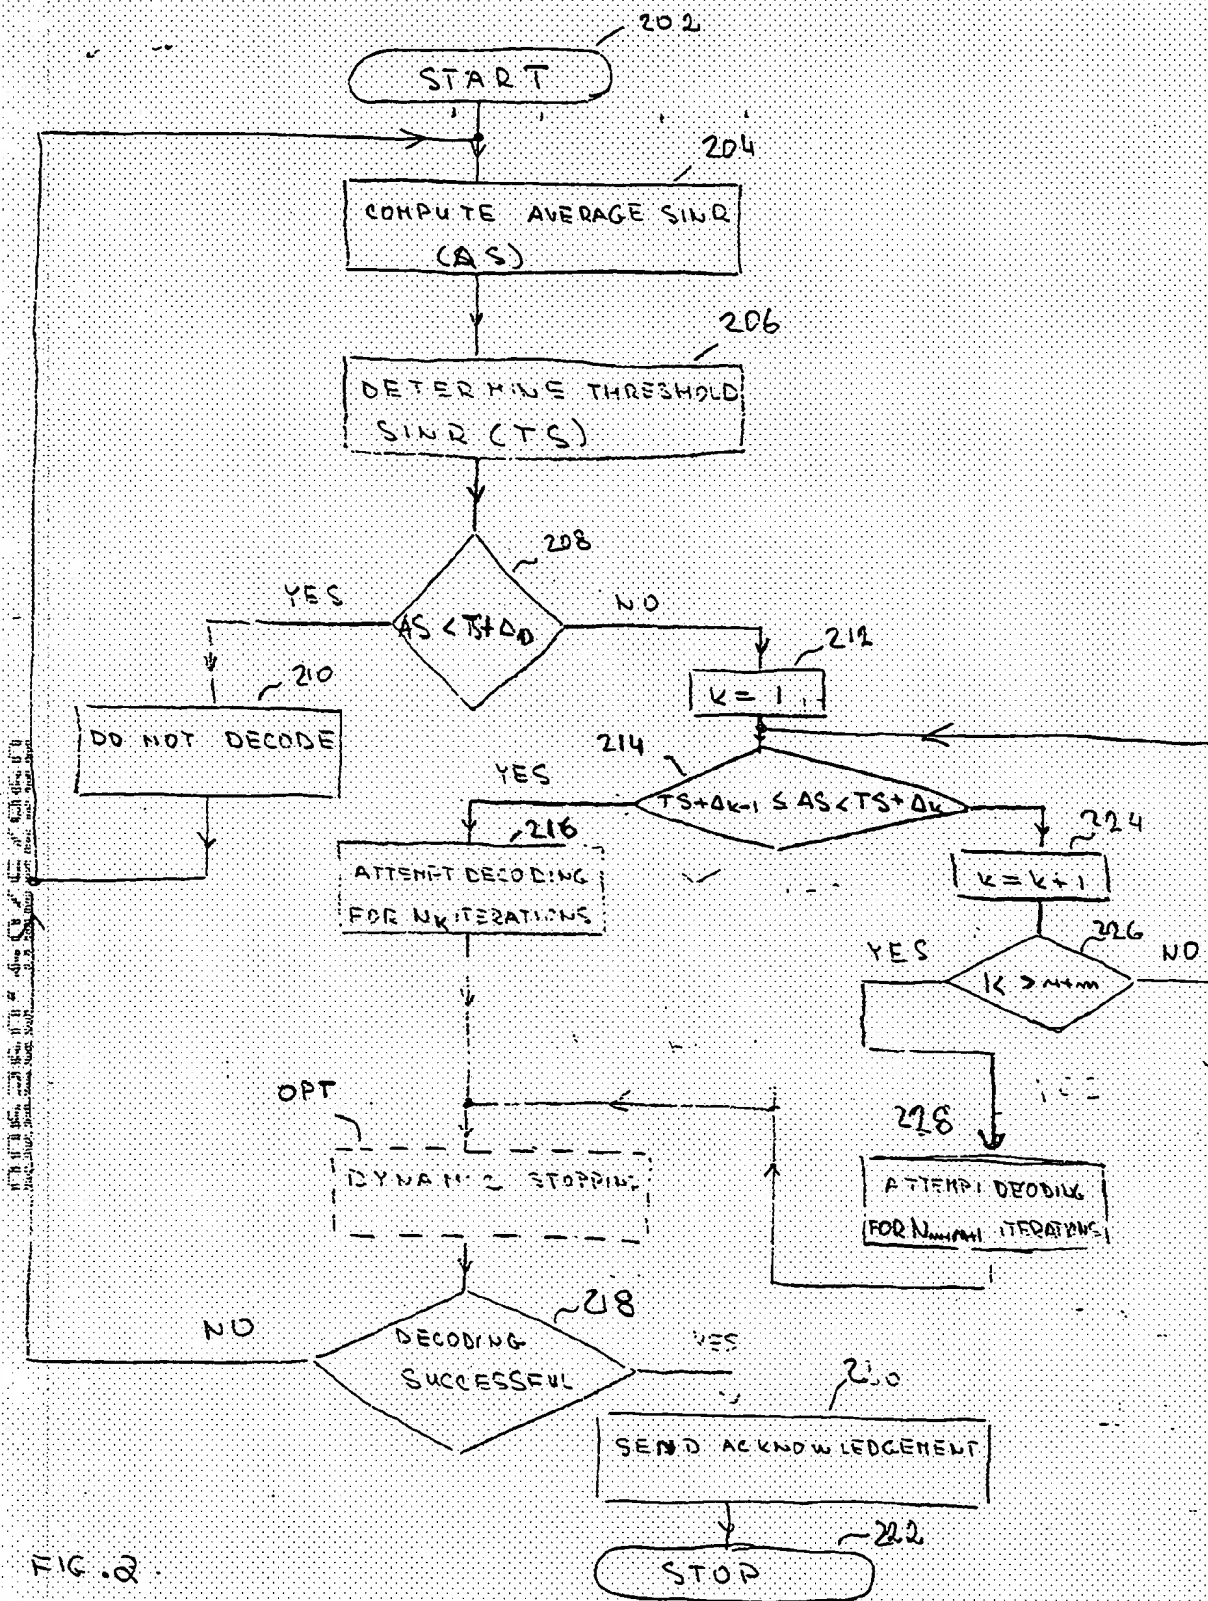 202
START
204
COMPUTE AVERAGE SINR
(AS)
206
DETERMINE THRESHOLD
SINR (TS)
208
YES
AS < TS+Δ0
NO
212
210
K = 1
DO NOT DECODE
214
YES
TS+Δk-1 ≤ AS < TS+Δk
216
224
ATTEMPT DECODING
FOR NK ITERATIONS
K = K+1
226
YES
NO
K > n+m
OPT
228
DYNAMIC STOPPING
ATTEMPT DECODING
FOR ITERATIONS
218
NO
DECODING
SUCCESSFUL
YES
SEND ACKNOWLEDGEMENT
222
STOP
FIG. 2.